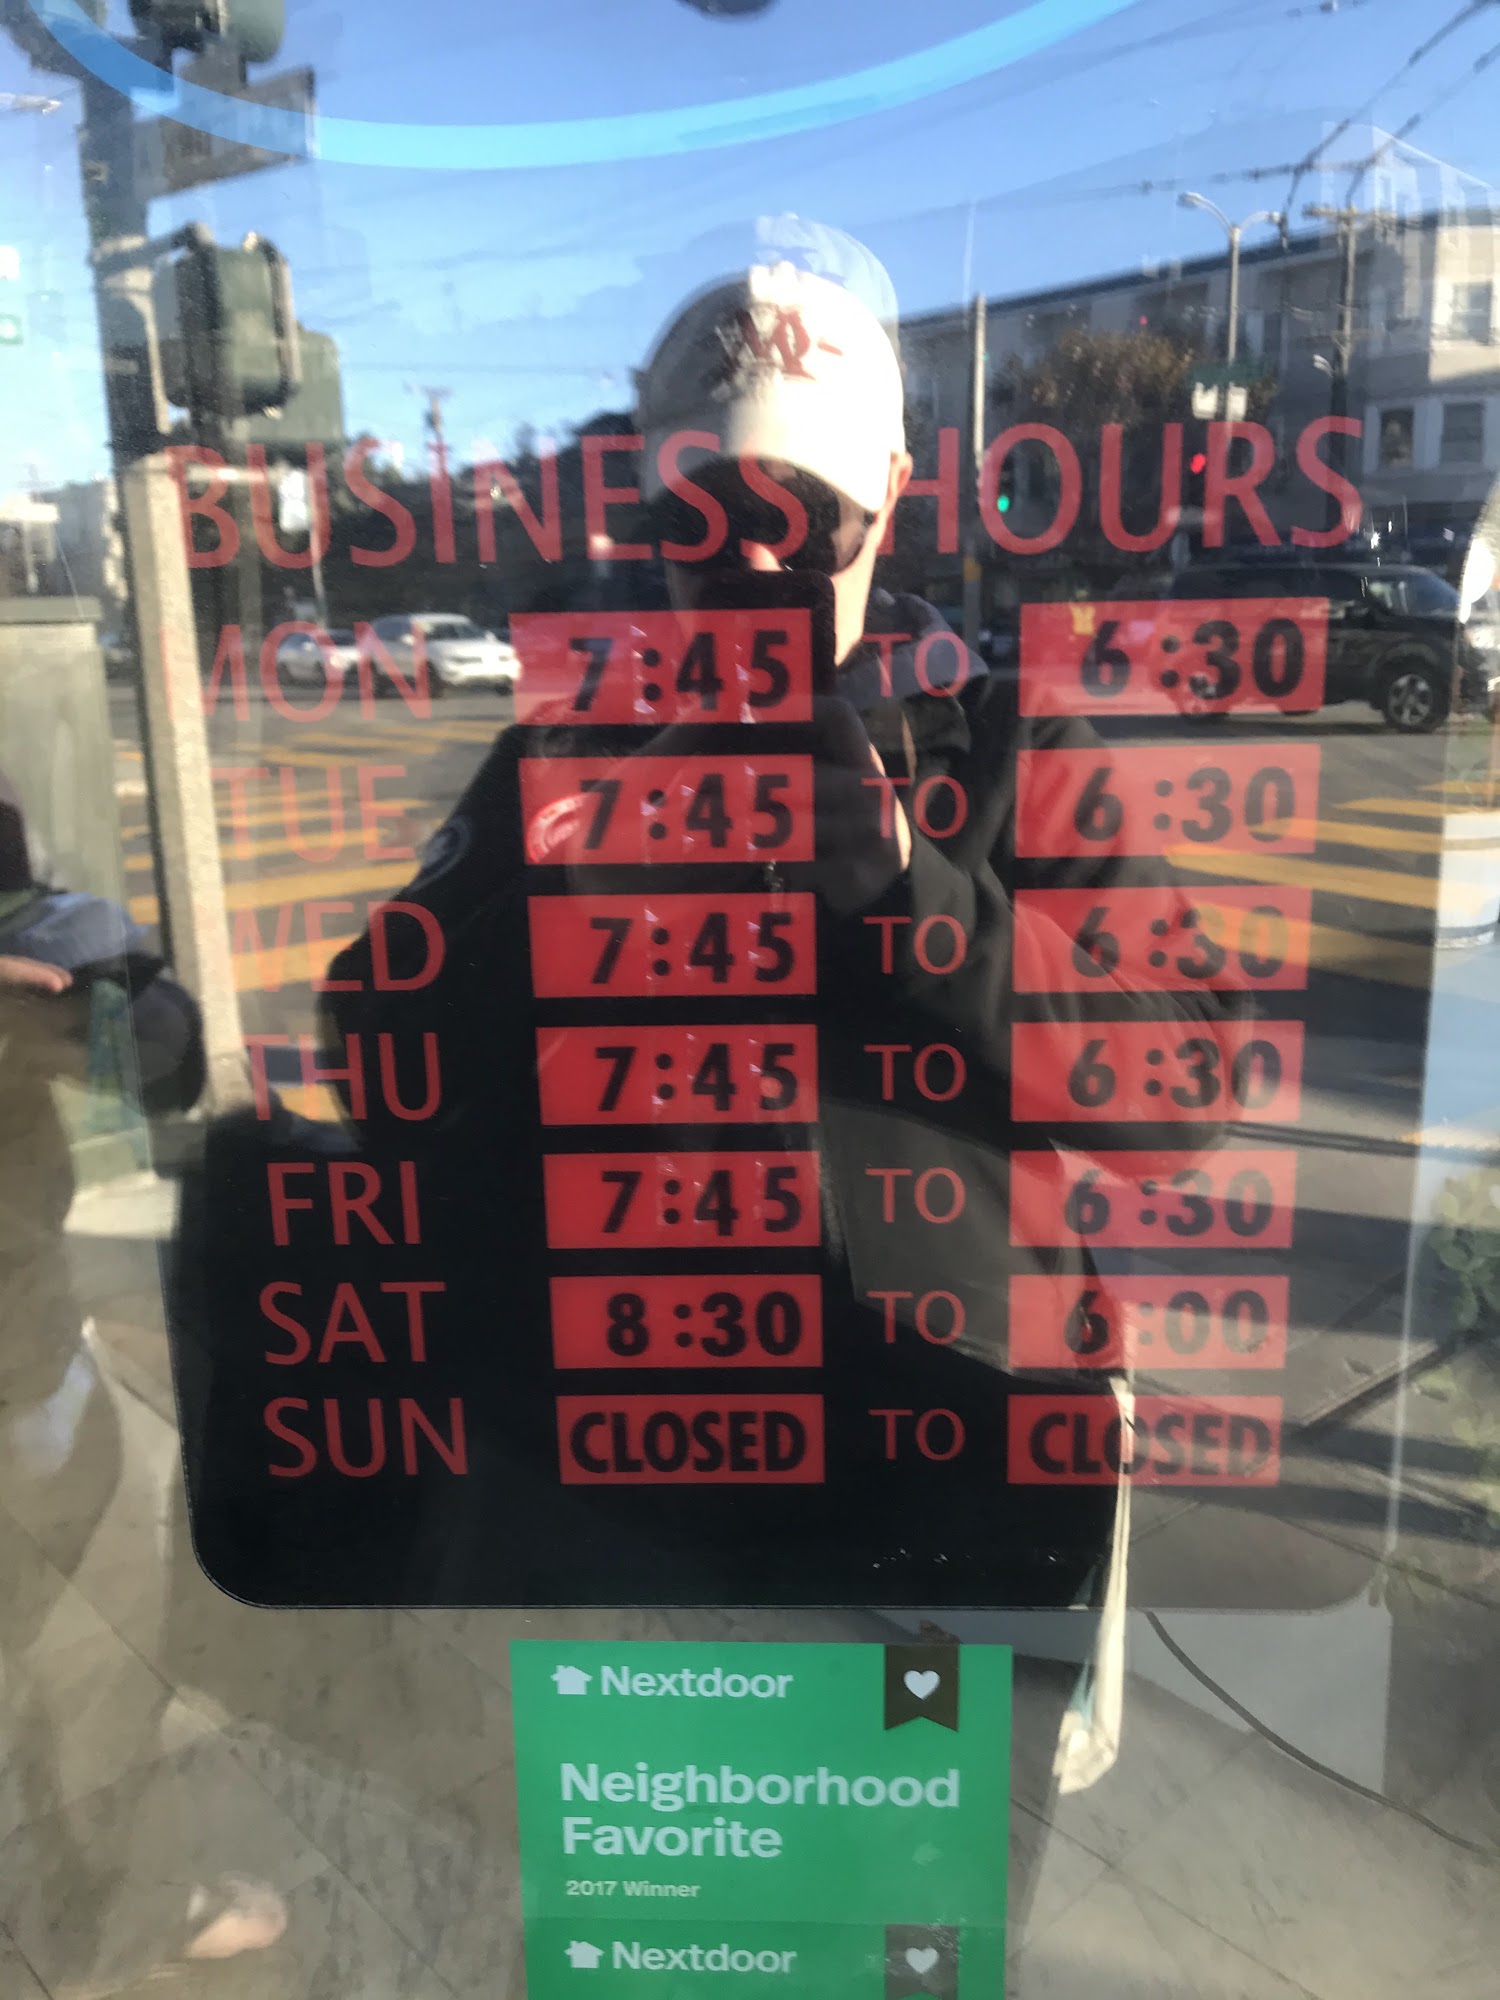 BUSINESS HOURS
MON 7:45 TO 6:30
TUE 7:45 TO 6:30
WED 7:45 TO 6:30
THU 7:45 TO 6:30
FRI 7:45 TO 6:30
SAT 8:30 TO 6:00
SUN CLOSED TO CLOSED
Nextdoor
Neighborhood
Favorite
2017 Winner
Nextdoor